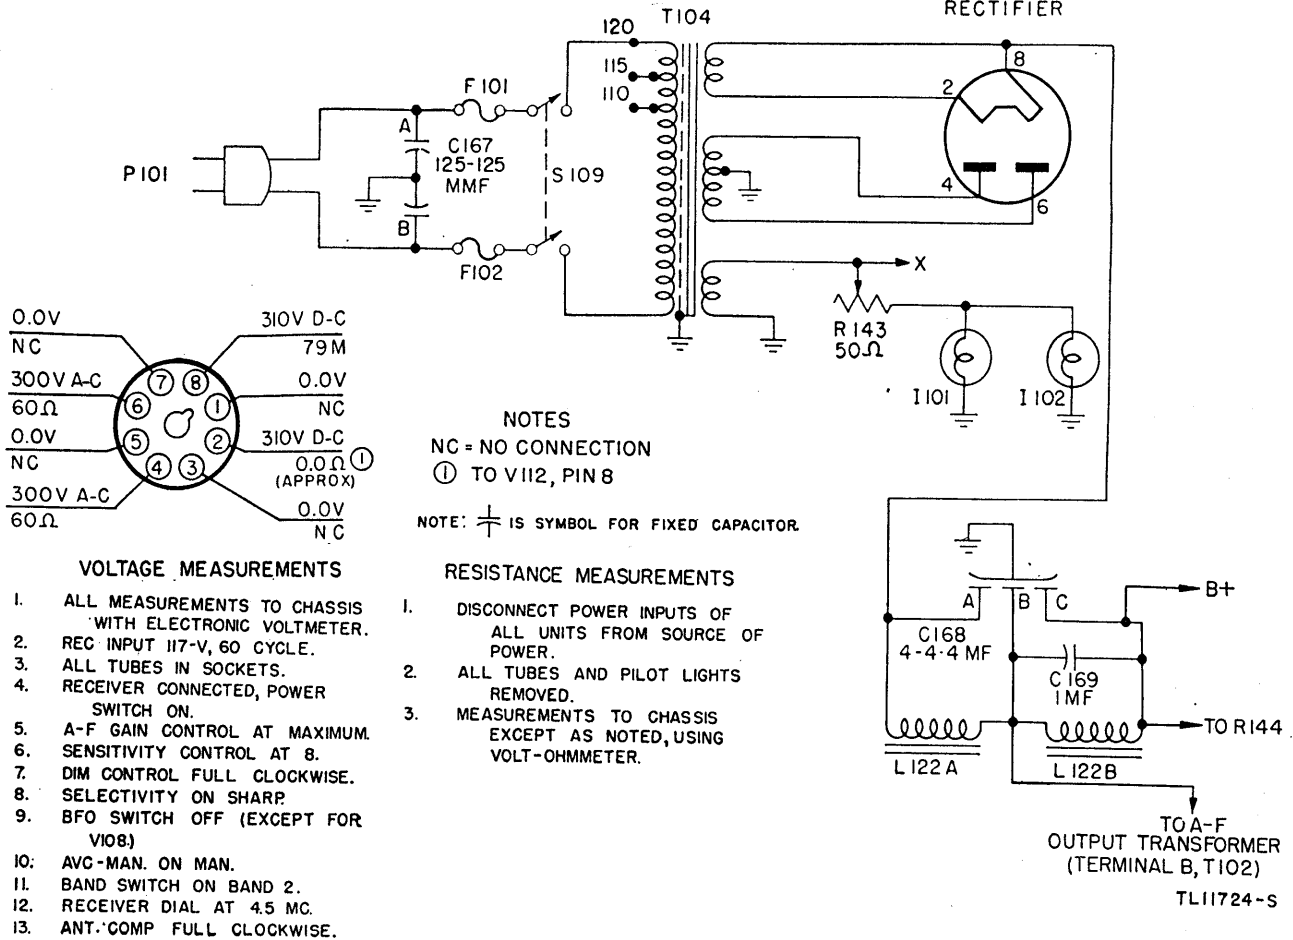 RECTIFIER
T104
120
115
110
F101
A
C167
125-125
MMF
B
F102
P101
S109
8
2
4
6
X
R143
50Ω
I101
I102
0.0V
NC
300V A-C
60Ω
0.0V
NC
300V A-C
60Ω
310V D-C
79M
0.0V
NC
310V D-C
0.0Ω ①
(APPROX)
0.0V
NC
7
8
6
1
5
2
4
3
NOTES
NC = NO CONNECTION
① TO V112, PIN 8
NOTE: IS SYMBOL FOR FIXED CAPACITOR.
VOLTAGE MEASUREMENTS
1. ALL MEASUREMENTS TO CHASSIS
WITH ELECTRONIC VOLTMETER.
2. REC INPUT 117-V, 60 CYCLE.
3. ALL TUBES IN SOCKETS.
4. RECEIVER CONNECTED, POWER
SWITCH ON.
5. A-F GAIN CONTROL AT MAXIMUM.
6. SENSITIVITY CONTROL AT 8.
7. DIM CONTROL FULL CLOCKWISE.
8. SELECTIVITY ON SHARP.
9. BFO SWITCH OFF (EXCEPT FOR
V108.)
10. AVC-MAN. ON MAN.
11. BAND SWITCH ON BAND 2.
12. RECEIVER DIAL AT 4.5 MC.
13. ANT. COMP FULL CLOCKWISE.
RESISTANCE MEASUREMENTS
1. DISCONNECT POWER INPUTS OF
ALL UNITS FROM SOURCE OF
POWER.
2. ALL TUBES AND PILOT LIGHTS
REMOVED.
3. MEASUREMENTS TO CHASSIS
EXCEPT AS NOTED, USING
VOLT-OHMMETER.
A B C
C168
4-4-4 MF
B+
C169
1MF
TO R144
L122A
L122B
TO A-F
OUTPUT TRANSFORMER
(TERMINAL B, T102)
TL11724-S